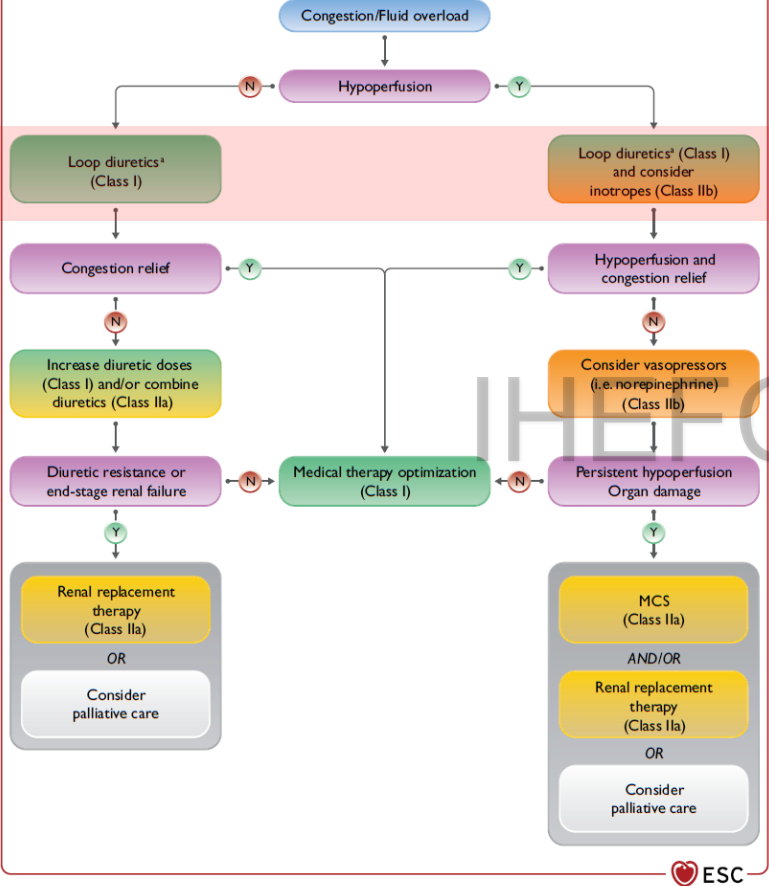 Congestion/Fluid overload
Hypoperfusion
N
Y
Loop diureticsᵃ
(Class I)
Loop diureticsᵃ (Class I)
and consider
inotropes (Class IIb)
Congestion relief
Y
Y
Hypoperfusion and
congestion relief
N
N
Increase diuretic doses
(Class I) and/or combine
diuretics (Class IIa)
Consider vasopressors
(i.e. norepinephrine)
(Class IIb)
IHEFC
Diuretic resistance or
end-stage renal failure
N
Medical therapy optimization
(Class I)
N
Persistent hypoperfusion
Organ damage
Y
Y
Renal replacement
therapy
(Class IIa)
OR
Consider
palliative care
MCS
(Class IIa)
AND/OR
Renal replacement
therapy
(Class IIa)
OR
Consider
palliative care
ESC